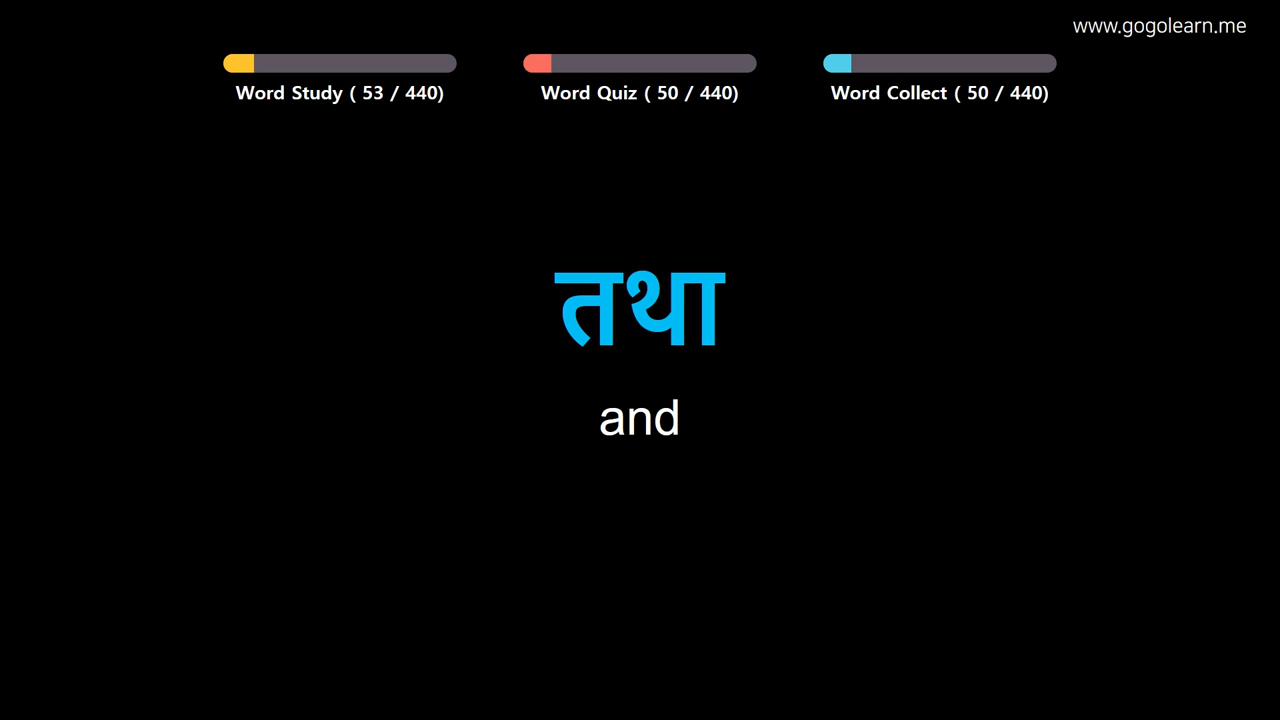 www.gogolearn.me
Word Study ( 53 / 440)
Word Quiz ( 50 / 440)
Word Collect ( 50 / 440)
तथा
and